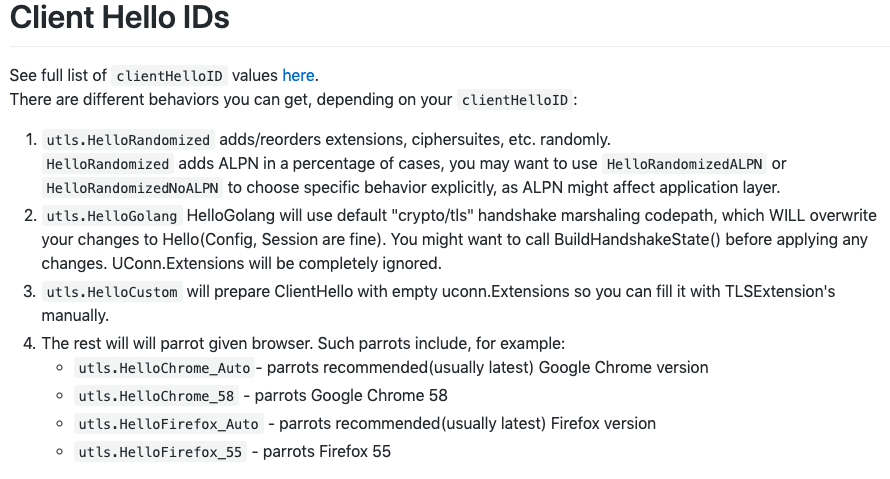 Client Hello IDs
See full list of clientHelloID values here.
There are different behaviors you can get, depending on your clientHelloID:
1. utls.HelloRandomized adds/reorders extensions, ciphersuites, etc. randomly.
HelloRandomized adds ALPN in a percentage of cases, you may want to use HelloRandomizedALPN or
HelloRandomizedNoALPN to choose specific behavior explicitly, as ALPN might affect application layer.
2. utls.HelloGolang HelloGolang will use default "crypto/tls" handshake marshaling codepath, which WILL overwrite
your changes to Hello(Config, Session are fine). You might want to call BuildHandshakeState() before applying any
changes. UConn.Extensions will be completely ignored.
3. utls.HelloCustom will prepare ClientHello with empty uconn.Extensions so you can fill it with TLSExtension's
manually.
4. The rest will will parrot given browser. Such parrots include, for example:
○ utls.HelloChrome_Auto - parrots recommended(usually latest) Google Chrome version
○ utls.HelloChrome_58 - parrots Google Chrome 58
○ utls.HelloFirefox_Auto - parrots recommended(usually latest) Firefox version
○ utls.HelloFirefox_55 - parrots Firefox 55